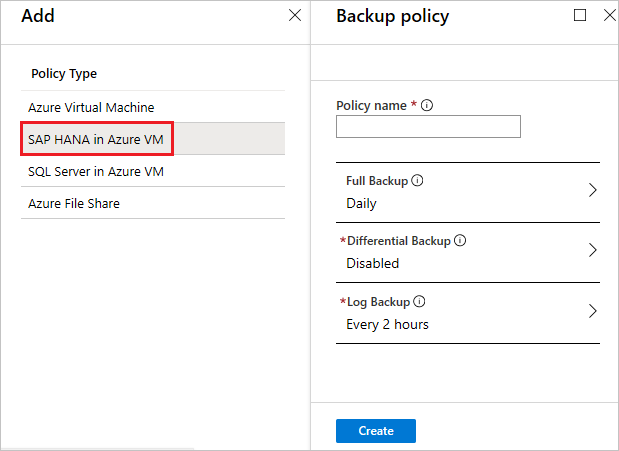 Add
Policy Type
Azure Virtual Machine
SAP HANA in Azure VM
SQL Server in Azure VM
Azure File Share
Backup policy
Policy name *
Full Backup
Daily
*Differential Backup
Disabled
*Log Backup
Every 2 hours
Create